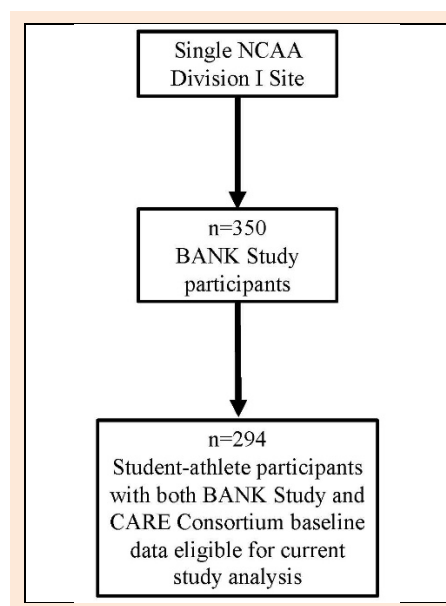 Single NCAA
Division I Site
n=350
BANK Study
participants
n=294
Student-athlete participants
with both BANK Study and
CARE Consortium baseline
data eligible for current
study analysis